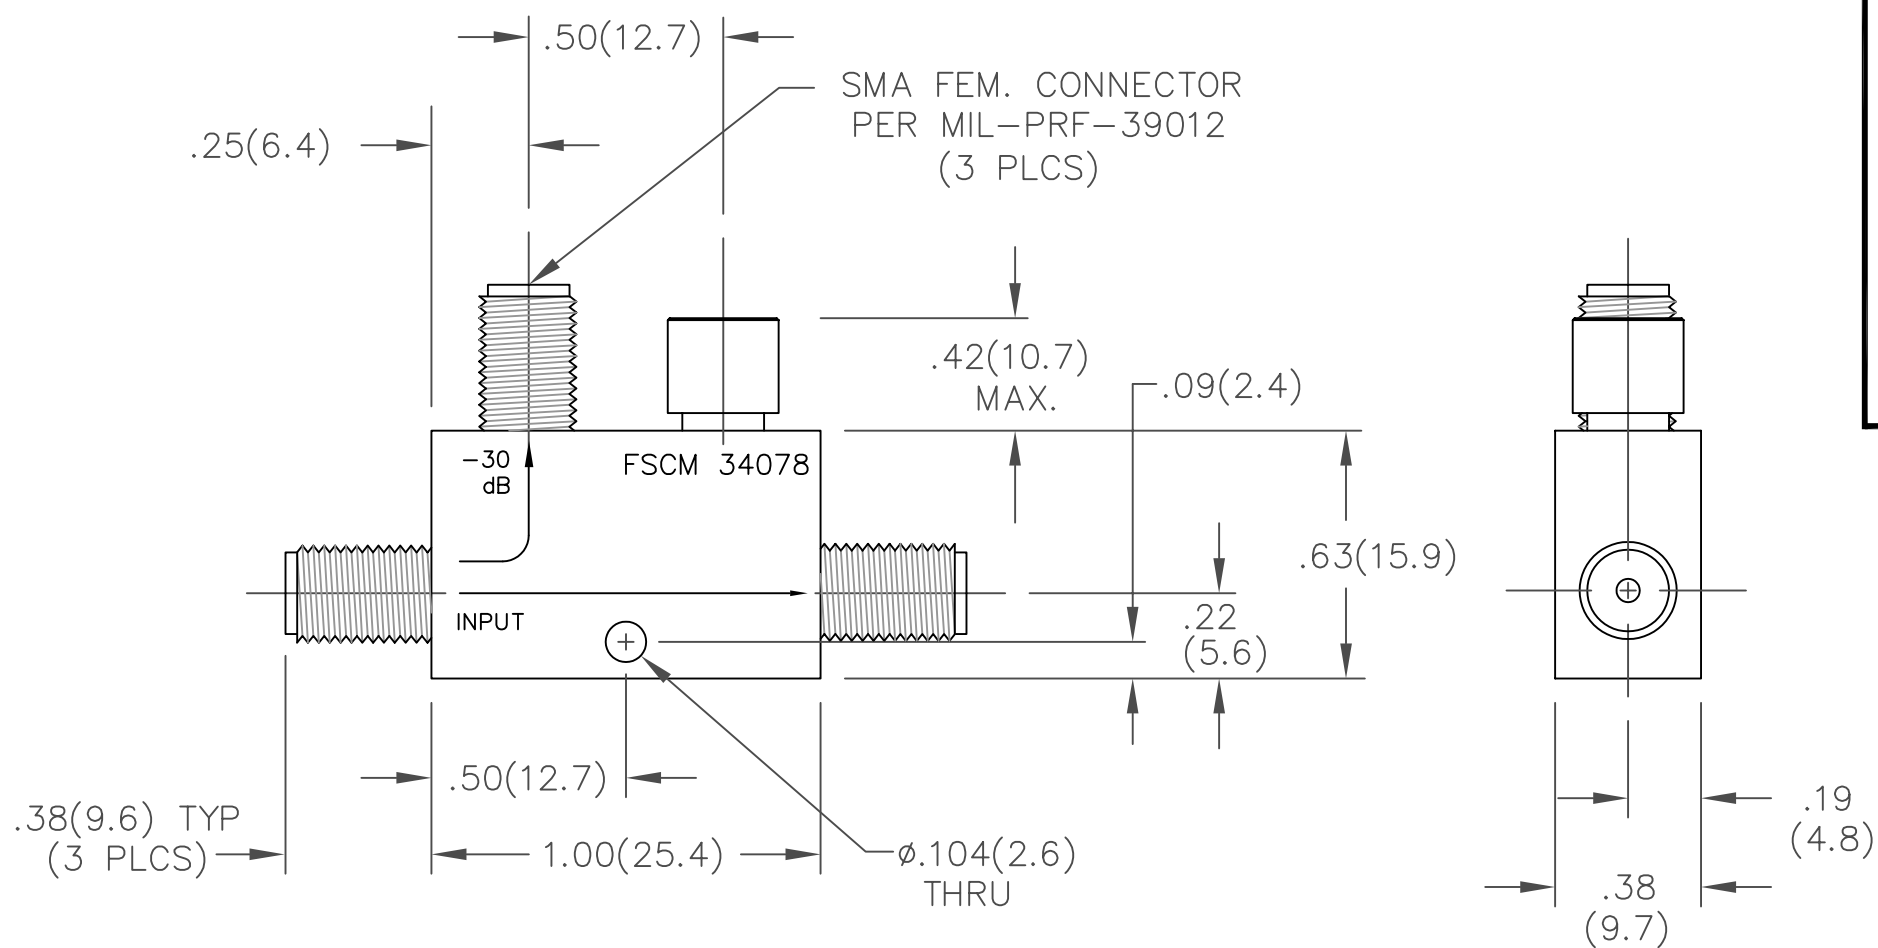 .50(12.7)
SMA FEM. CONNECTOR
PER MIL-PRF-39012
(3 PLCS)
.25(6.4)
.42(10.7)
MAX.
.09(2.4)
-30
dB
FSCM 34078
.63(15.9)
INPUT
.22
(5.6)
.50(12.7)
.38(9.6) TYP
(3 PLCS)
1.00(25.4)
ø.104(2.6)
THRU
.19
(4.8)
.38
(9.7)